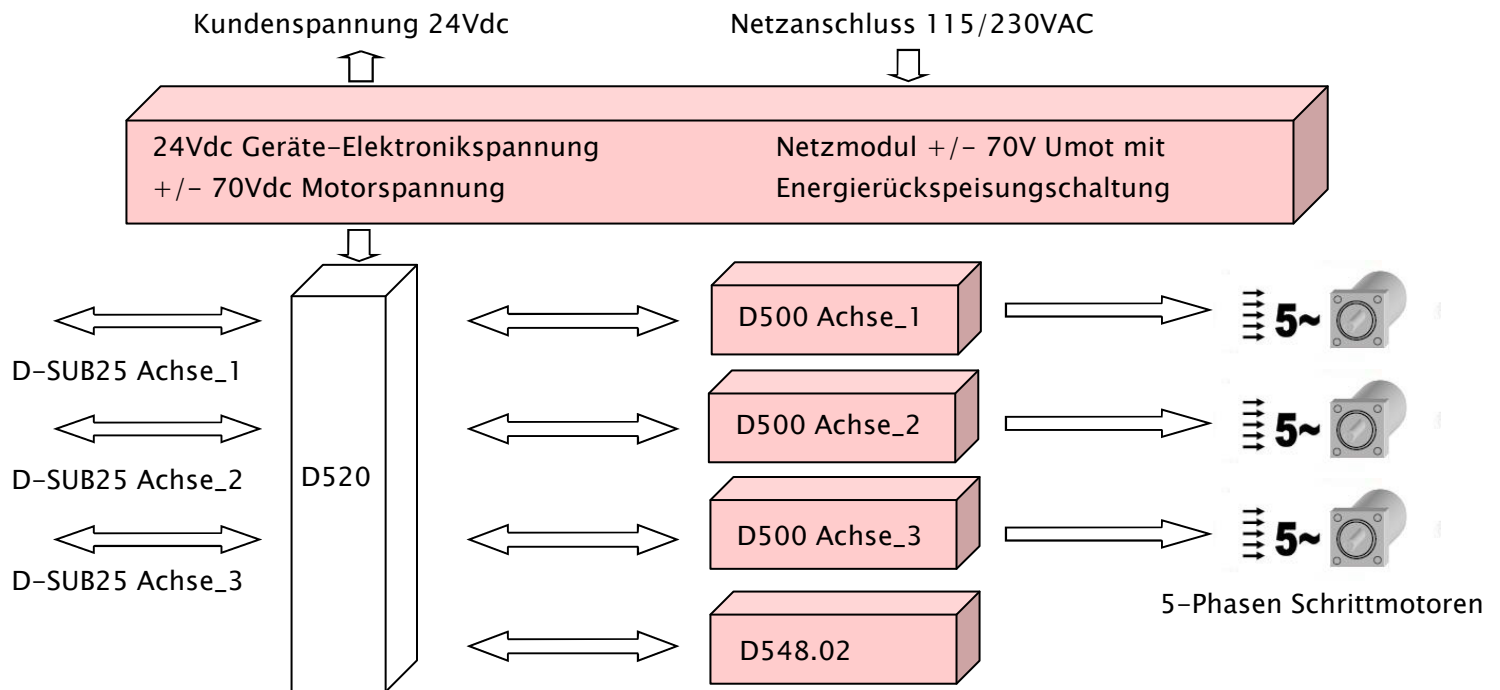 Kundenspannung 24Vdc
Netzanschluss 115/230VAC
24Vdc Geräte-Elektronikspannung
+/- 70Vdc Motorspannung
Netzmodul +/- 70V Umot mit
Energierückspeisungschaltung
D-SUB25 Achse_1
D-SUB25 Achse_2
D-SUB25 Achse_3
D520
D500 Achse_1
D500 Achse_2
D500 Achse_3
D548.02
5~
5~
5~
5-Phasen Schrittmotoren